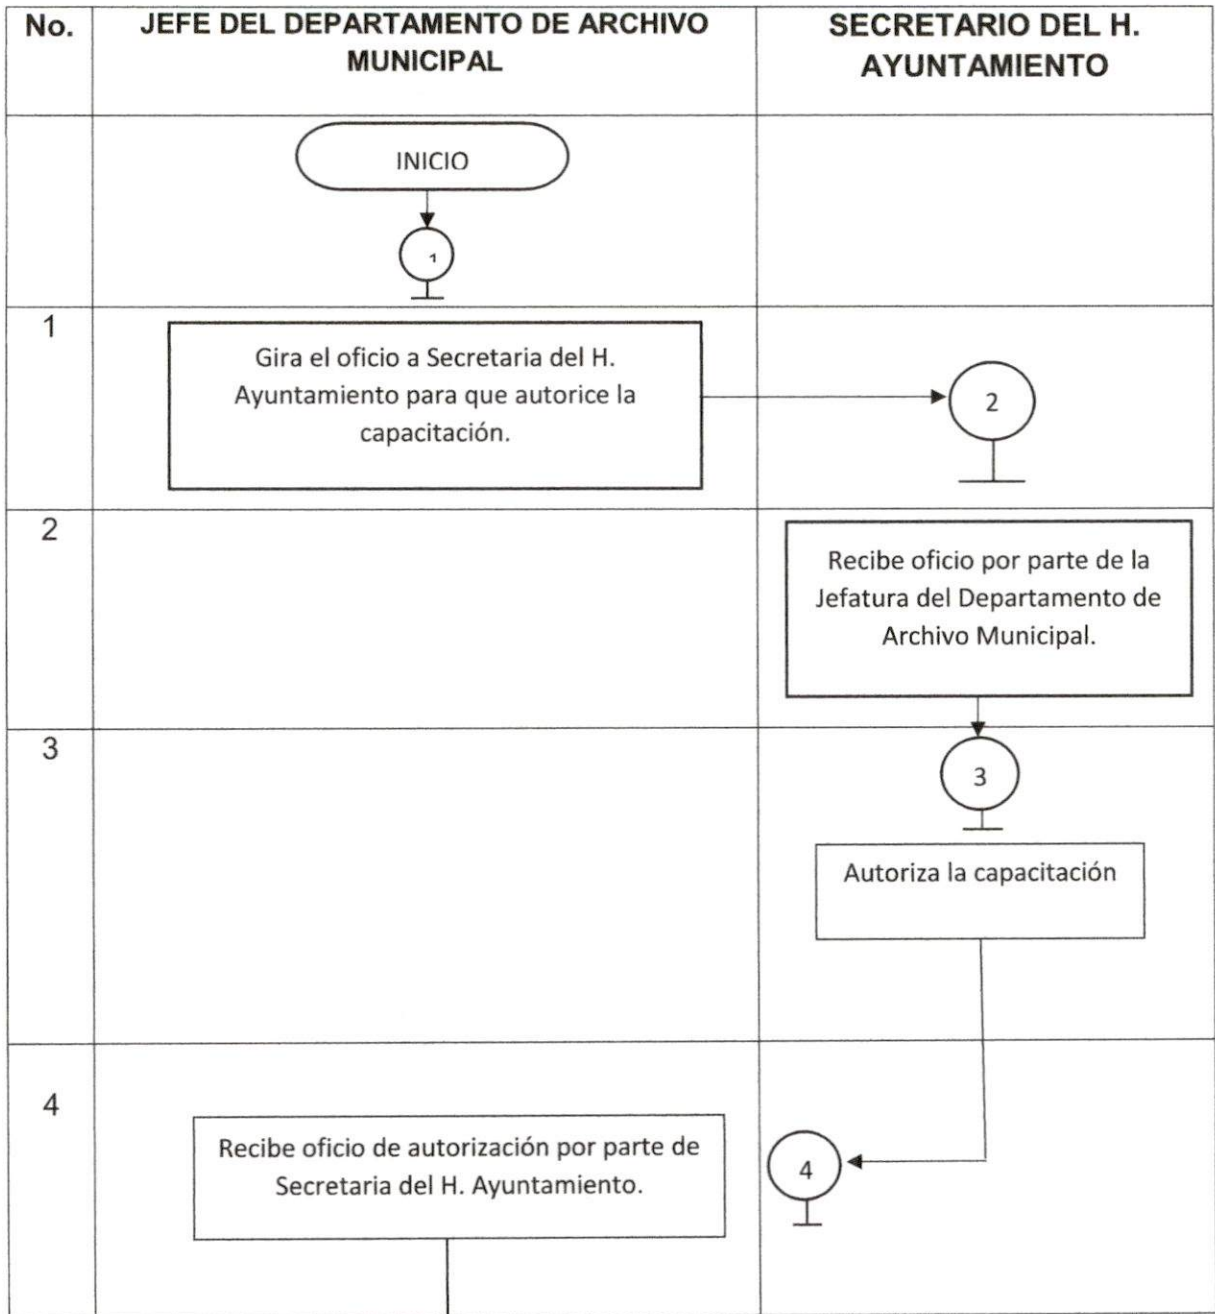 No.
JEFE DEL DEPARTAMENTO DE ARCHIVO
MUNICIPAL
SECRETARIO DEL H.
AYUNTAMIENTO
INICIO
1
1
Gira el oficio a Secretaria del H.
Ayuntamiento para que autorice la
capacitación.
2
2
Recibe oficio por parte de la
Jefatura del Departamento de
Archivo Municipal.
3
3
Autoriza la capacitación
4
Recibe oficio de autorización por parte de
Secretaria del H. Ayuntamiento.
4